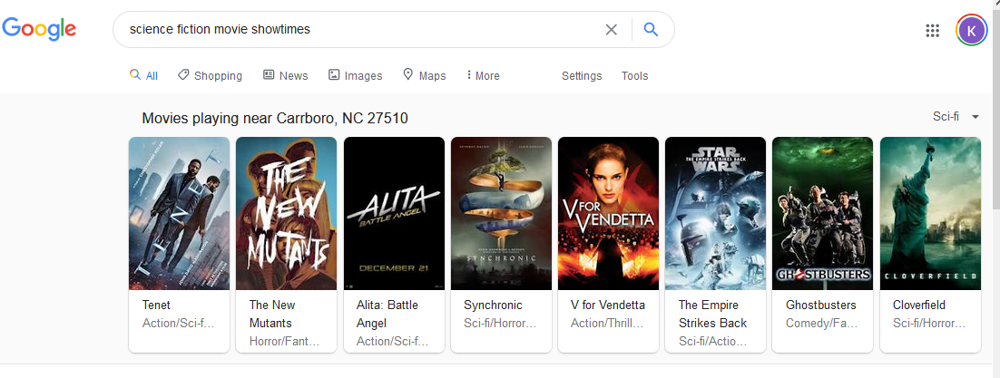 Google
science fiction movie showtimes
K
All
Shopping
News
Images
Maps
More
Settings
Tools
Movies playing near Carrboro, NC 27510
Sci-fi
TENET
THE
NEW
MUTANTS
ALITA
BATTLE ANGEL
DECEMBER 21
SYNCHRONIC
V FOR
VENDETTA
STAR
THE EMPIRE STRIKES BACK
WARS
GHOSTBUSTERS
CLOVERFIELD
Tenet
Action/Sci-f...
The New
Mutants
Horror/Fant...
Alita: Battle
Angel
Action/Sci-f...
Synchronic
Sci-fi/Horror...
V for Vendetta
Action/Thrill...
The Empire
Strikes Back
Sci-fi/Actio...
Ghostbusters
Comedy/Fa...
Cloverfield
Sci-fi/Horror...